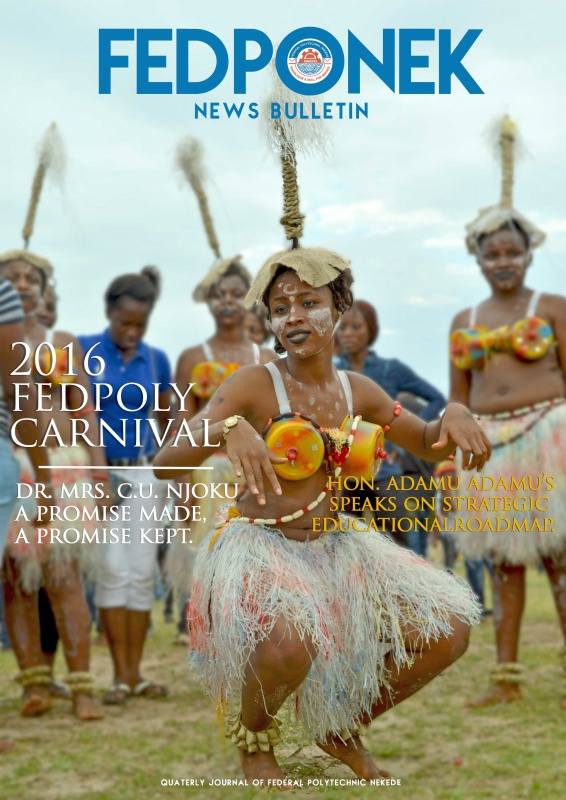 FEDPONEK
NEWS BULLETIN
2016
FEDPOLY
CARNIVAL
DR. MRS. C.U. NJOKU
A PROMISE MADE,
A PROMISE KEPT.
HON. ADAMU ADAMU'S
SPEAKS ON STRATEGIC
EDUCATIONALROADMAP.
QUATERLY JOURNAL OF FEDERAL POLYTECHNIC NEKEDE